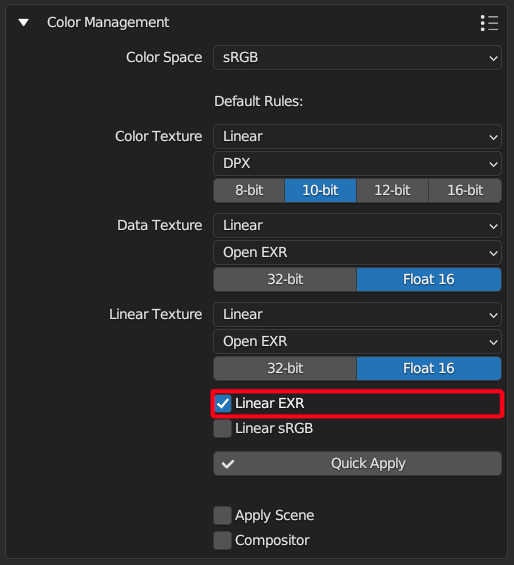 Color Management
Color Space sRGB
Default Rules:
Color Texture Linear
DPX
8-bit 10-bit 12-bit 16-bit
Data Texture Linear
Open EXR
32-bit Float 16
Linear Texture Linear
Open EXR
32-bit Float 16
Linear EXR
Linear sRGB
Quick Apply
Apply Scene
Compositor